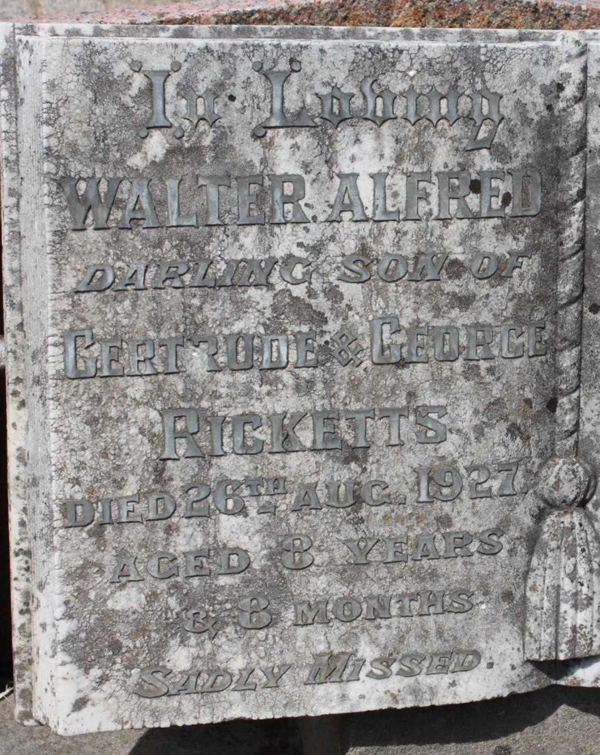 In Loving
WALTER ALFRED
DARLING SON OF
GERTRUDE & GEORGE
RICKETTS
DIED 26TH AUG. 1927.
AGED 8 YEARS
& 8 MONTHS
SADLY MISSED.